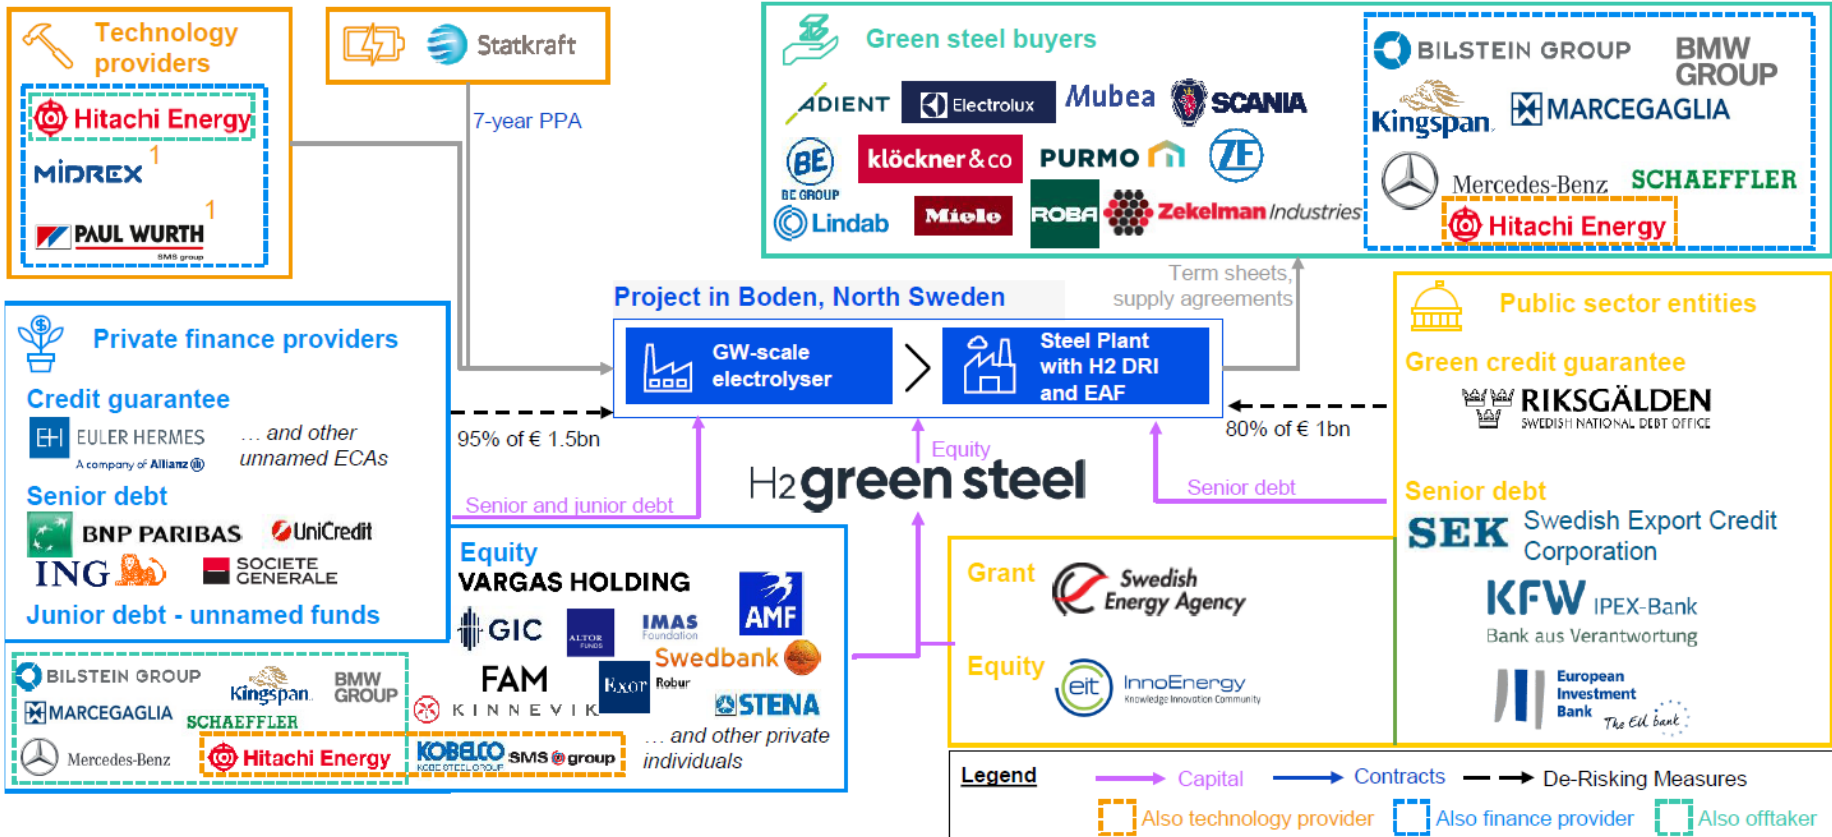 Technology
providers
Hitachi Energy
MIDREX 1
PAUL WURTH 1
SMS group
Statkraft
7-year PPA
Green steel buyers
ADIENT
Electrolux
Mubea
SCANIA
BE
BE GROUP
klöckner & co
PURMO
ZF
Lindab
Miele
ROBA
Zekelman Industries
BILSTEIN GROUP
BMW
GROUP
Kingspan.
MARCEGAGLIA
Mercedes-Benz
SCHAEFFLER
Hitachi Energy
Term sheets,
supply agreements
Project in Boden, North Sweden
GW-scale
electrolyser
Steel Plant
with H2 DRI
and EAF
Private finance providers
Credit guarantee
EH EULER HERMES
A company of Allianz
... and other
unnamed ECAs
95% of € 1.5bn
Senior debt
BNP PARIBAS
UniCredit
ING
SOCIETE
GENERALE
Junior debt - unnamed funds
Senior and junior debt
Equity
H2 green steel
Senior debt
80% of € 1bn
Public sector entities
Green credit guarantee
RIKSGÄLDEN
SWEDISH NATIONAL DEBT OFFICE
Senior debt
SEK Swedish Export Credit
Corporation
KFW IPEX-Bank
Bank aus Verantwortung
European
Investment
Bank
The EU bank
Equity
VARGAS HOLDING
GIC
ALTOR
FUNDS
IMAS
Foundation
AMF
Swedbank
Robur
FAM
Exor
KINNEVIK
STENA
... and other private
individuals
BILSTEIN GROUP
Kingspan.
BMW
GROUP
MARCEGAGLIA
SCHAEFFLER
Mercedes-Benz
Hitachi Energy
KOBELCO
KOBE STEEL GROUP
SMS group
Grant
Swedish
Energy Agency
Equity
eit InnoEnergy
Knowledge Innovation Community
Legend
Capital
Contracts
De-Risking Measures
Also technology provider
Also finance provider
Also offtaker